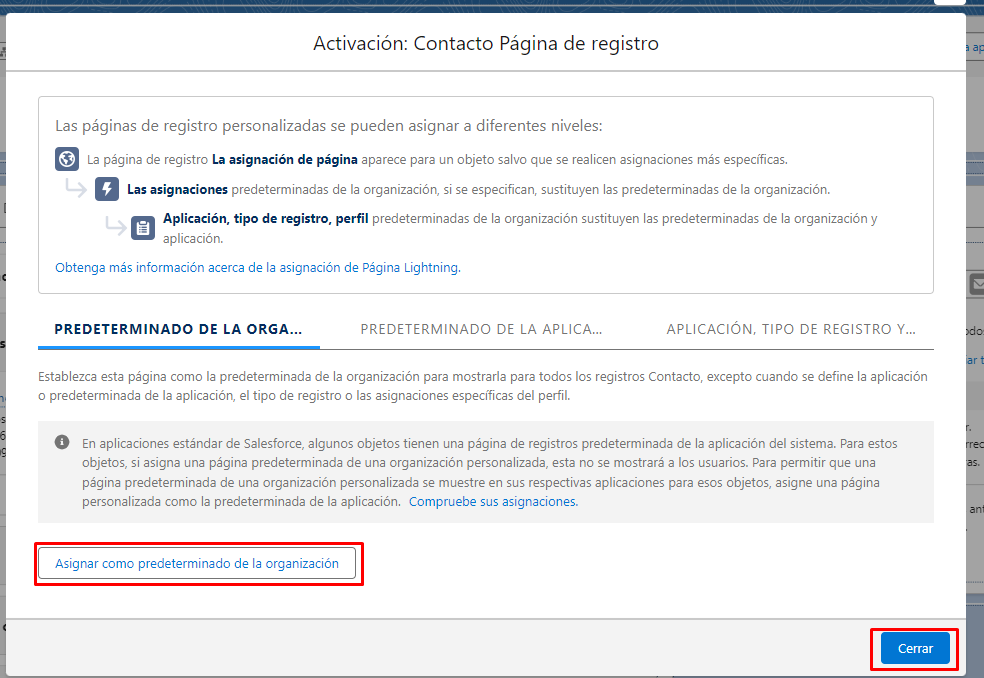 Activación: Contacto Página de registro
Las páginas de registro personalizadas se pueden asignar a diferentes niveles:
La página de registro La asignación de página aparece para un objeto salvo que se realicen asignaciones más específicas.
Las asignaciones predeterminadas de la organización, si se especifican, sustituyen las predeterminadas de la organización.
Aplicación, tipo de registro, perfil predeterminadas de la organización sustituyen las predeterminadas de la organización y
aplicación.
Obtenga más información acerca de la asignación de Página Lightning.
PREDETERMINADO DE LA ORGA... PREDETERMINADO DE LA APLICA... APLICACIÓN, TIPO DE REGISTRO Y...
Establezca esta página como la predeterminada de la organización para mostrarla para todos los registros Contacto, excepto cuando se define la aplicación
o predeterminada de la aplicación, el tipo de registro o las asignaciones específicas del perfil.
En aplicaciones estándar de Salesforce, algunos objetos tienen una página de registros predeterminada de la aplicación del sistema. Para estos
objetos, si asigna una página predeterminada de una organización personalizada, esta no se mostrará a los usuarios. Para permitir que una
página predeterminada de una organización personalizada se muestre en sus respectivas aplicaciones para esos objetos, asigne una página
personalizada como la predeterminada de la aplicación. Compruebe sus asignaciones.
Asignar como predeterminado de la organización
Cerrar